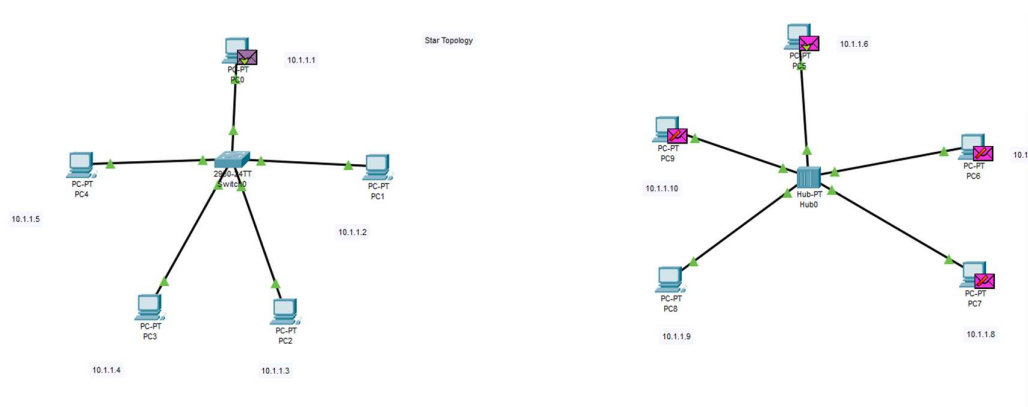 Star Topology
PC-PT
PC0
10.1.1.1
PC-PT
PC4
10.1.1.5
2960-24TT
Switch0
PC-PT
PC1
10.1.1.2
PC-PT
PC3
10.1.1.4
PC-PT
PC2
10.1.1.3
PC-PT
PC5
10.1.1.6
PC-PT
PC9
10.1.1.10
Hub-PT
Hub0
PC-PT
PC6
10.1
PC-PT
PC8
10.1.1.9
PC-PT
PC7
10.1.1.8